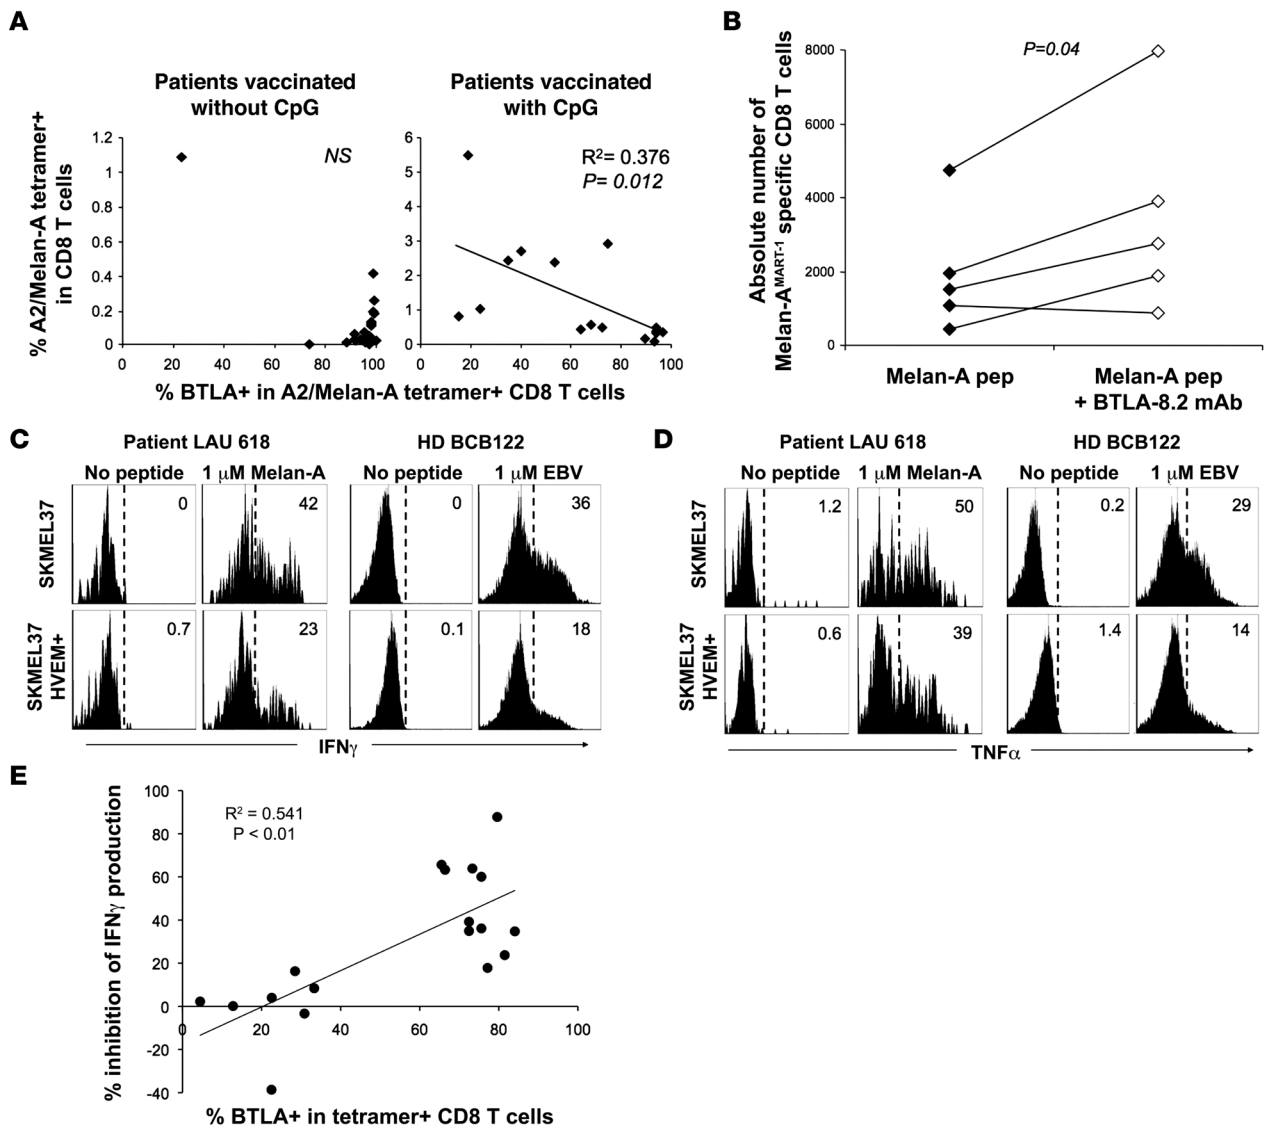 A
Patients vaccinated
without CpG
Patients vaccinated
with CpG
% A2/Melan-A tetramer+
in CD8 T cells
1.2
1
0.8
0.6
0.4
0.2
0
NS
0 20 40 60 80 100
6
5
4
3
2
1
0
R²= 0.376
P= 0.012
0 20 40 60 80 100
% BTLA+ in A2/Melan-A tetramer+ CD8 T cells
B
Absolute number of
Melan-A^MART-1 specific CD8 T cells
8000
6000
4000
2000
0
P=0.04
Melan-A pep
Melan-A pep
+ BTLA-8.2 mAb
C
Patient LAU 618
HD BCB122
No peptide
1 μM Melan-A
No peptide
1 μM EBV
SKMEL37
0
42
0
36
SKMEL37
HVEM+
0.7
23
0.1
18
IFNγ
D
Patient LAU 618
HD BCB122
No peptide
1 μM Melan-A
No peptide
1 μM EBV
SKMEL37
1.2
50
0.2
29
SKMEL37
HVEM+
0.6
39
1.4
14
TNFα
E
% inhibition of IFNγ production
100
80
60
40
20
0
-20
-40
R² = 0.541
P < 0.01
0 20 40 60 80 100
% BTLA+ in tetramer+ CD8 T cells